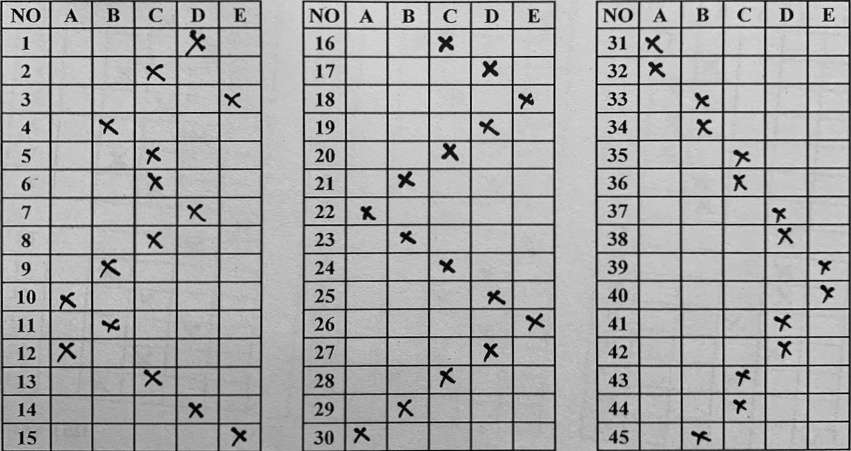 NO A B C D E
1 X
2 X
3 X
4 X
5 X
6 X
7 X
8 X
9 X
10 X
11 X
12 X
13 X
14 X
15 X
NO A B C D E
16 X
17 X
18 X
19 X
20 X
21 X
22 X
23 X
24 X
25 X
26 X
27 X
28 X
29 X
30 X
NO A B C D E
31 X
32 X
33 X
34 X
35 X
36 X
37 X
38 X
39 X
40 X
41 X
42 X
43 X
44 X
45 X